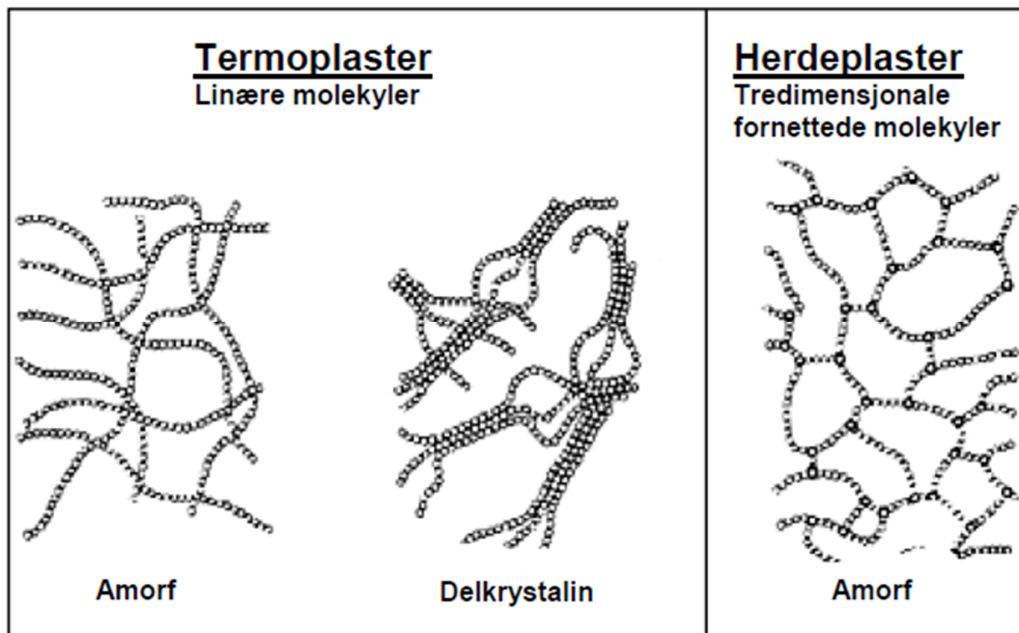 Termoplaster
Linære molekyler
Amorf
Delkrystalin
Herdeplaster
Tredimensjonale
fornettede molekyler
Amorf